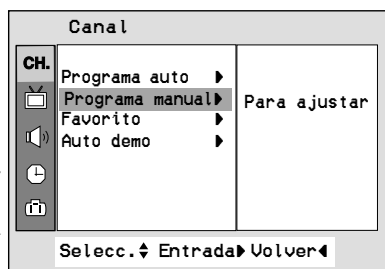 Canal
CH.
Programa auto
Programa manual
Favorito
Auto demo
Para ajustar
Selecc. Entrada Volver